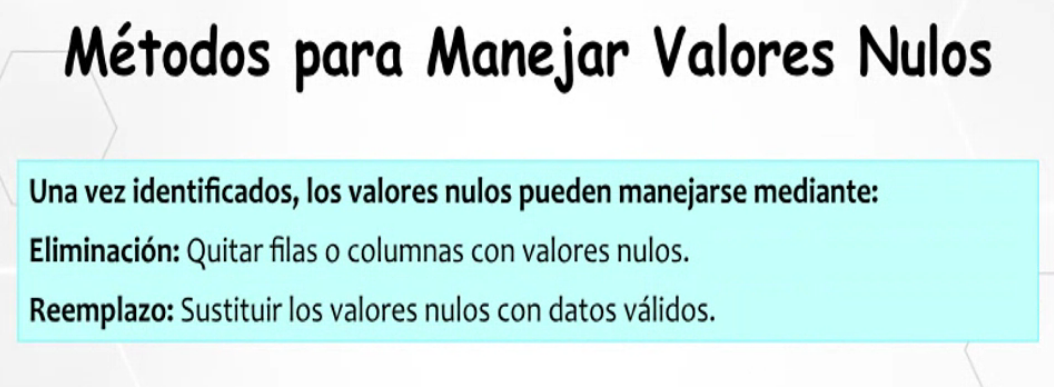 Métodos para Manejar Valores Nulos
Una vez identificados, los valores nulos pueden manejarse mediante:
Eliminación: Quitar filas o columnas con valores nulos.
Reemplazo: Sustituir los valores nulos con datos válidos.